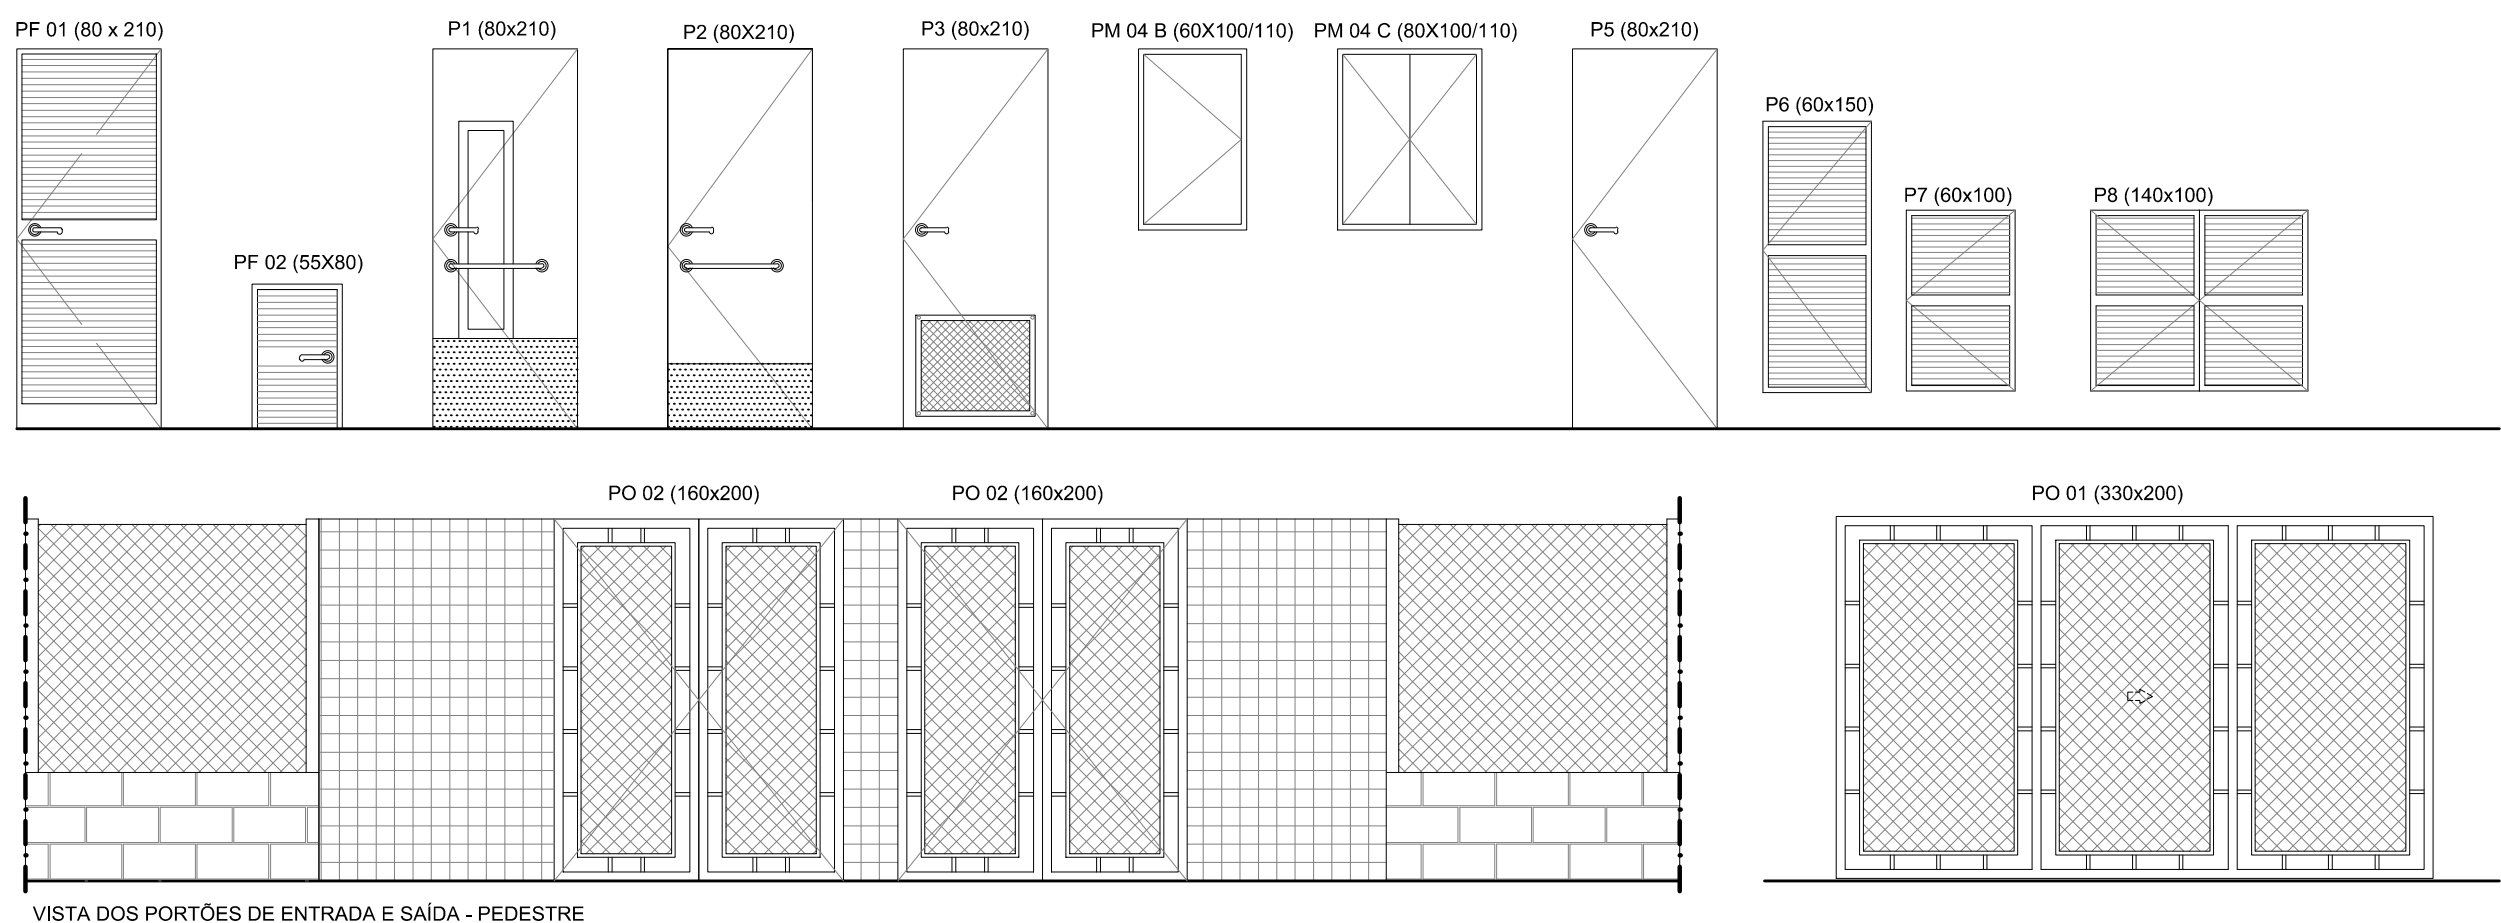 PF 01 (80 x 210)
P1 (80x210)
P2 (80X210)
P3 (80x210)
PM 04 B (60X100/110)
PM 04 C (80X100/110)
P5 (80x210)
P6 (60x150)
P7 (60x100)
P8 (140x100)
PF 02 (55X80)
PO 02 (160x200)
PO 02 (160x200)
PO 01 (330x200)
VISTA DOS PORTÕES DE ENTRADA E SAÍDA - PEDESTRE